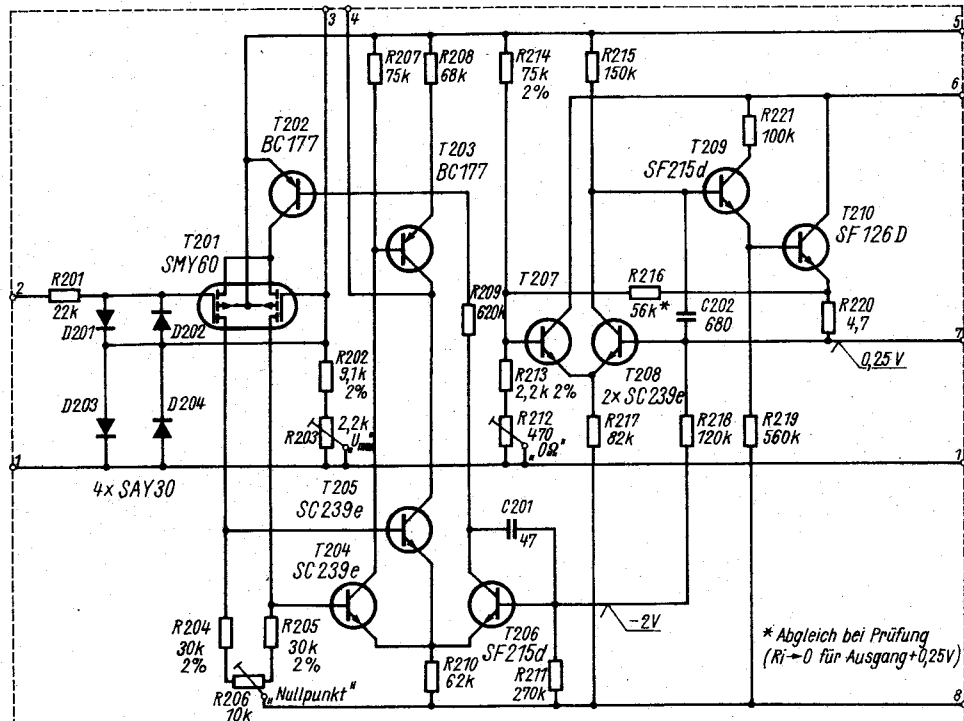 3
4
5
R207
75k
R208
68k
R214
75k
2%
R215
150k
6
T202
BC177
T203
BC177
R221
100k
T209
SF215d
T210
SF126D
T201
SMY60
2
R201
22k
D201
D202
R209
620k
T207
R216
56k*
C202
680
R220
4,7
7
0,25V
R202
9,1k
2%
R213
2,2k 2%
T208
2x SC239e
D203
D204
R203
2,2k
R212
470
„0Ω"
R217
82k
R218
120k
R219
560k
1
1
4x SAY30
T205
SC239e
C201
47
T204
SC239e
-2V
R204
30k
2%
R205
30k
2%
T206
SF215d
* Abgleich bei Prüfung
(Ri→0 für Ausgang+0,25V)
R206
10k
„Nullpunkt"
R210
62k
R211
270k
8